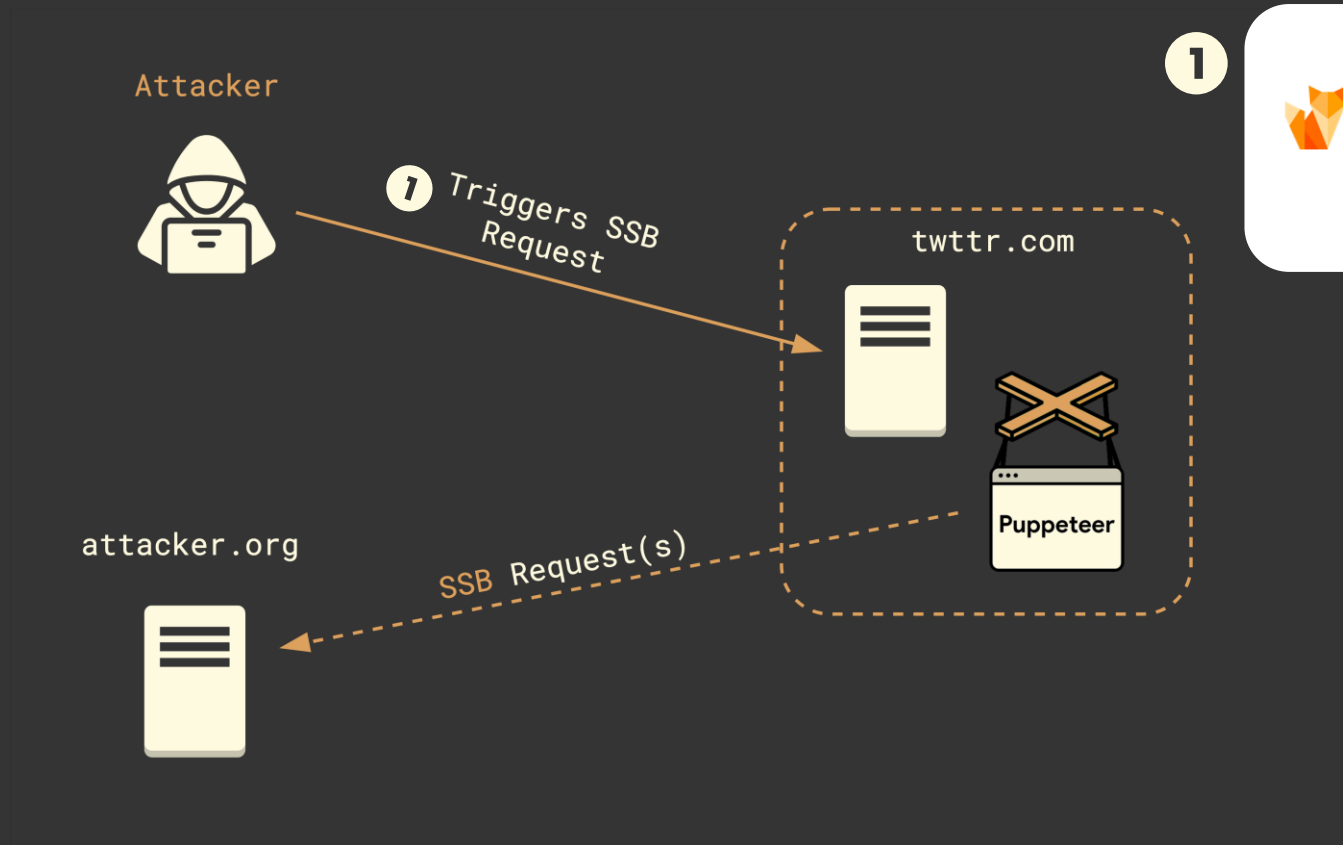 Attacker
1
1
Triggers SSB
Request
twttr.com
Puppeteer
attacker.org
SSB Request(s)